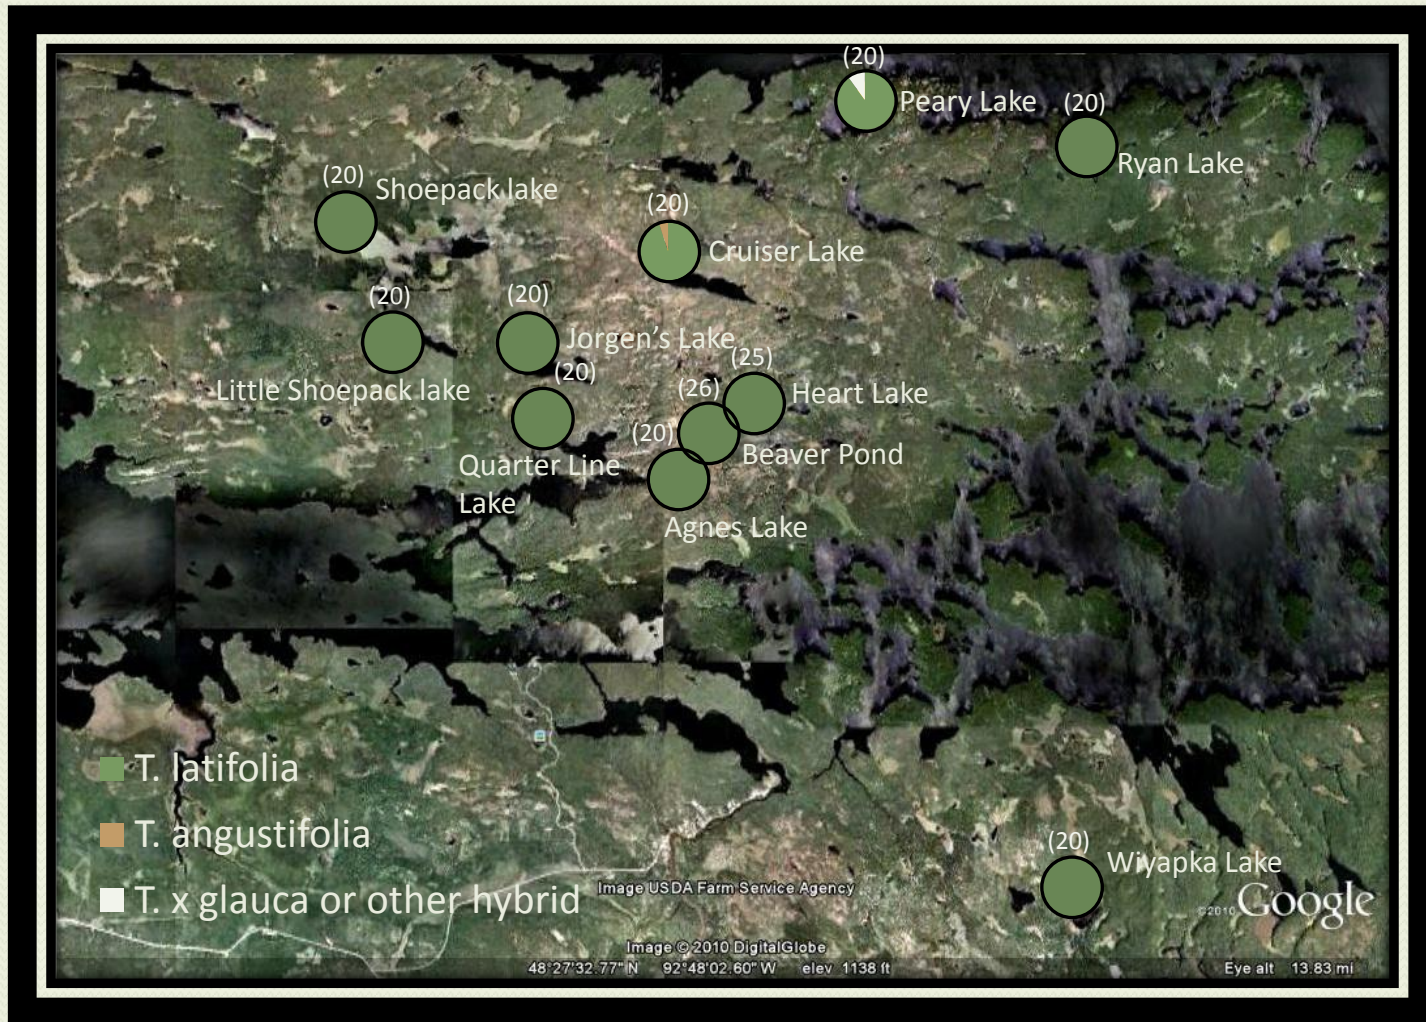 (20)
Peary Lake
(20)
Ryan Lake
(20)
Shoepack lake
(20)
Cruiser Lake
(20)
Little Shoepack lake
(20)
Jorgen’s Lake
(20)
Quarter Line
Lake
(25)
Heart Lake
(26)
Beaver Pond
(20)
Agnes Lake
T. latifolia
T. angustifolia
T. x glauca or other hybrid
(20)
Wiyapka Lake
Image USDA Farm Service Agency
©2010 Google
Image © 2010 DigitalGlobe
48°27'32.77" N 92°48'02.60" W elev 1138 ft
Eye alt 13.83 mi